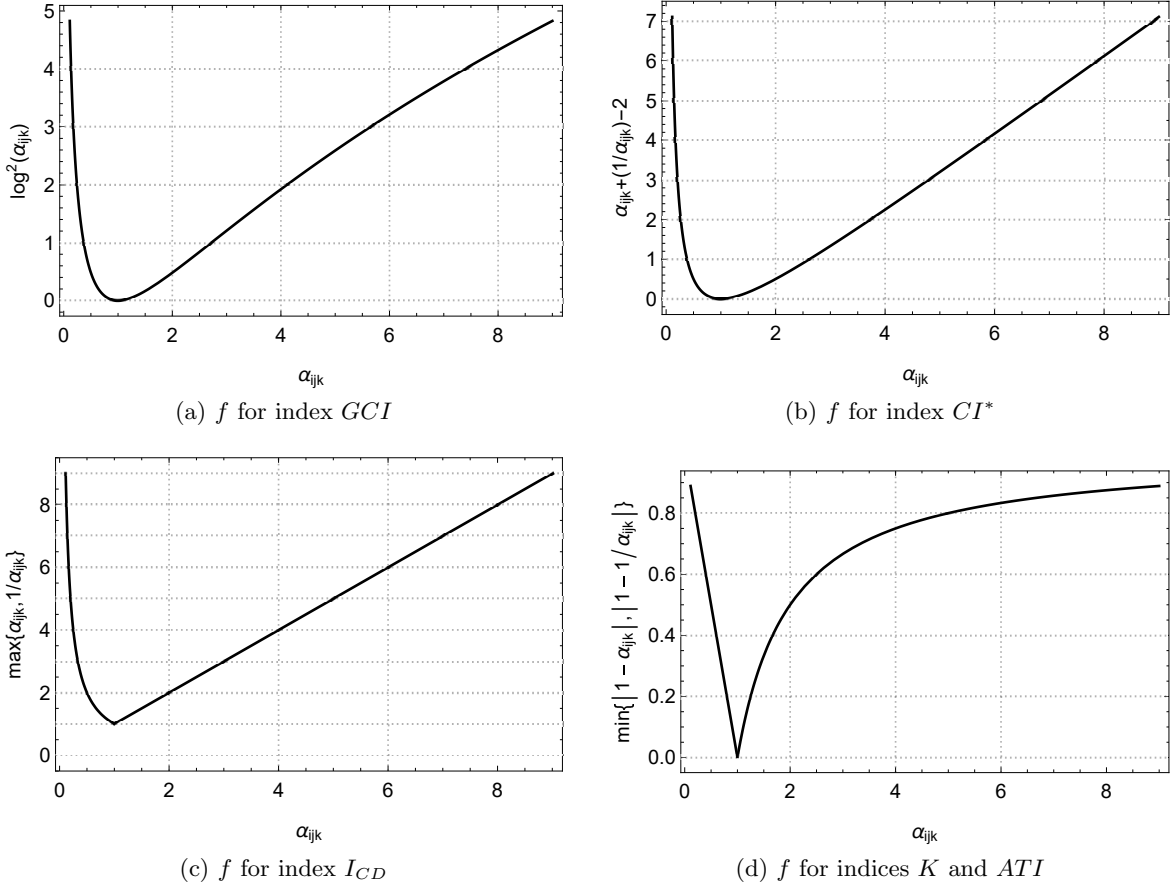 5
4
3
2
1
0
log²(αijk)
0 2 4 6 8
αijk
(a) f for index GCI
7
6
5
4
3
2
1
0
αijk+(1/αijk)−2
0 2 4 6 8
αijk
(b) f for index CI*
8
6
4
2
0
max{αijk,1/αijk}
0 2 4 6 8
αijk
(c) f for index ICD
0.8
0.6
0.4
0.2
0.0
min{|1−αijk|,|1−1/αijk|}
0 2 4 6 8
αijk
(d) f for indices K and ATI